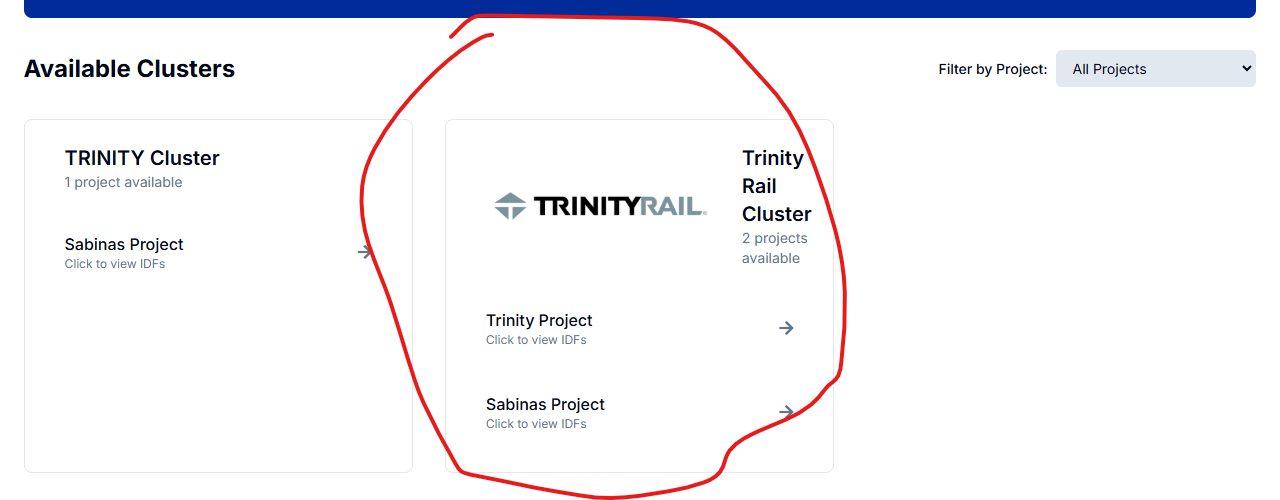 Available Clusters
Filter by Project:
All Projects
TRINITY Cluster
1 project available
Sabinas Project
Click to view IDFs
TRINITYRAIL
Trinity
Rail
Cluster
2 projects
available
Trinity Project
Click to view IDFs
Sabinas Project
Click to view IDFs